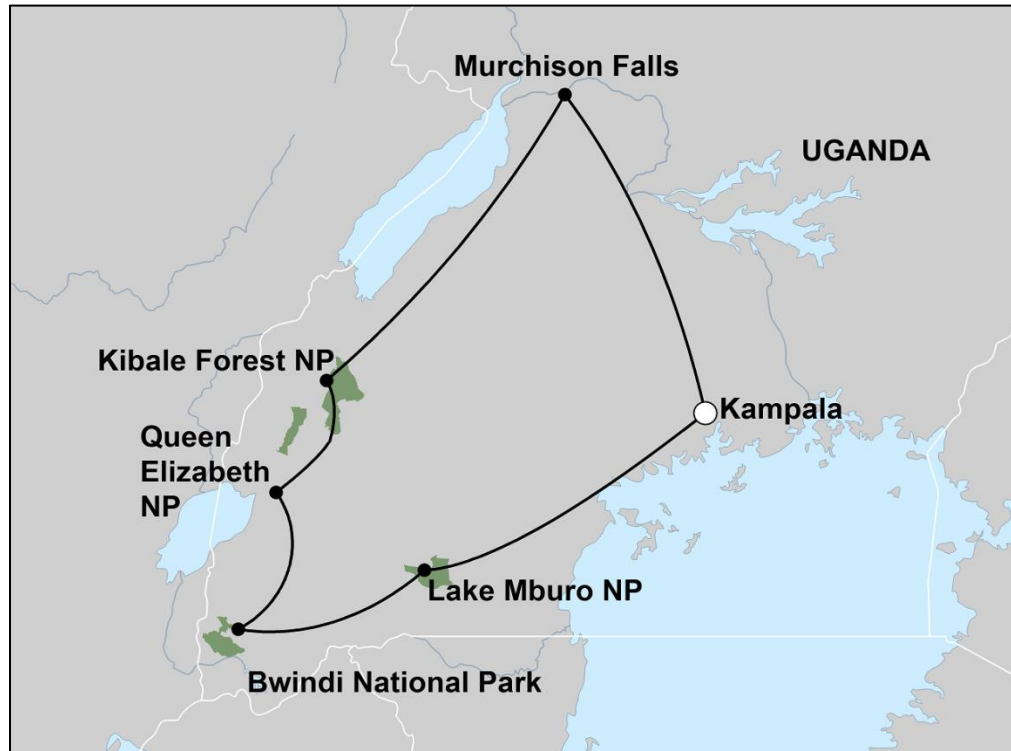 Murchison Falls
UGANDA
Kibale Forest NP
Kampala
Queen
Elizabeth
NP
Lake Mburo NP
Bwindi National Park